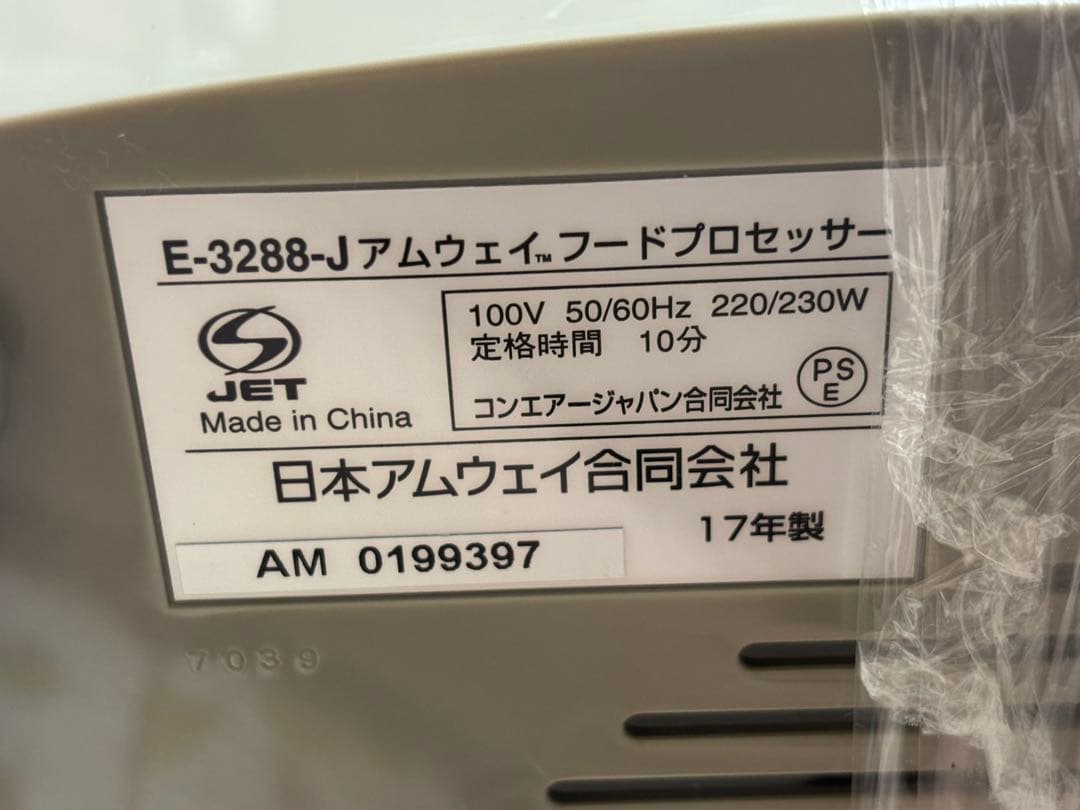 E-3288-J アムウェイ™ フードプロセッサー
JET
Made in China
100V 50/60Hz 220/230W
定格時間 10分
コンエアージャパン合同会社
PS
E
日本アムウェイ合同会社
17年製
AM 0199397
7039